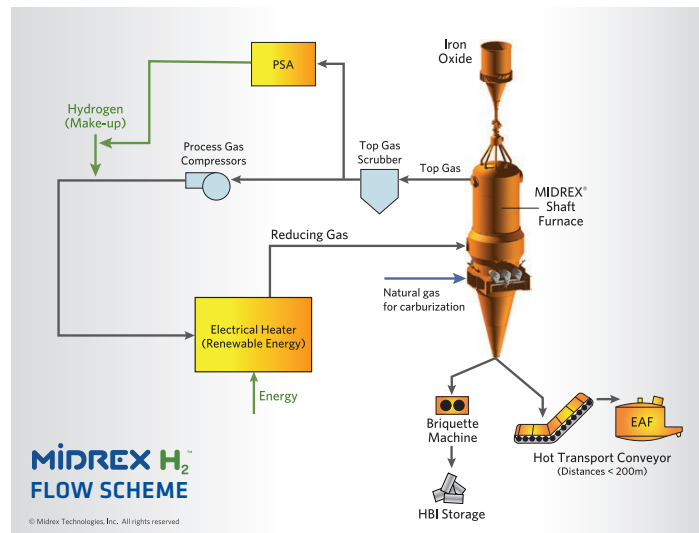 Iron
Oxide
PSA
Hydrogen
(Make-up)
Process Gas
Compressors
Top Gas
Scrubber
Top Gas
MIDREX®
Shaft
Furnace
Reducing Gas
Natural gas
for carburization
Electrical Heater
(Renewable Energy)
Energy
Briquette
Machine
EAF
Hot Transport Conveyor
(Distances < 200m)
HBI Storage
MIDREX H₂™
FLOW SCHEME
© Midrex Technologies, Inc. All rights reserved